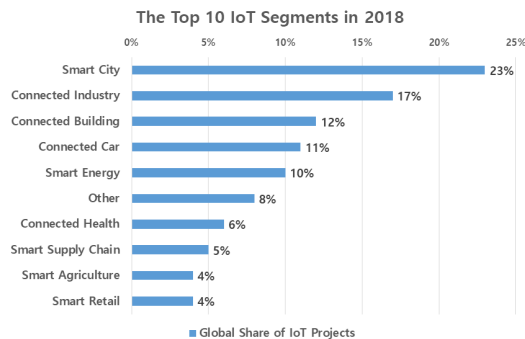 The Top 10 IoT Segments in 2018
0% 5% 10% 15% 20% 25%
Smart City 23%
Connected Industry 17%
Connected Building 12%
Connected Car 11%
Smart Energy 10%
Other 8%
Connected Health 6%
Smart Supply Chain 5%
Smart Agriculture 4%
Smart Retail 4%
Global Share of IoT Projects